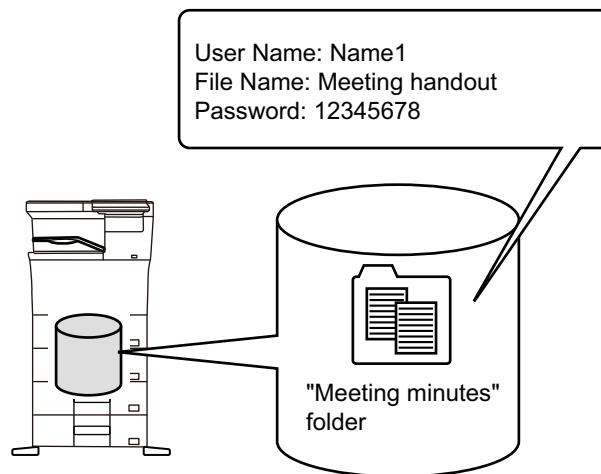 User Name: Name1
File Name: Meeting handout
Password: 12345678
"Meeting minutes"
folder